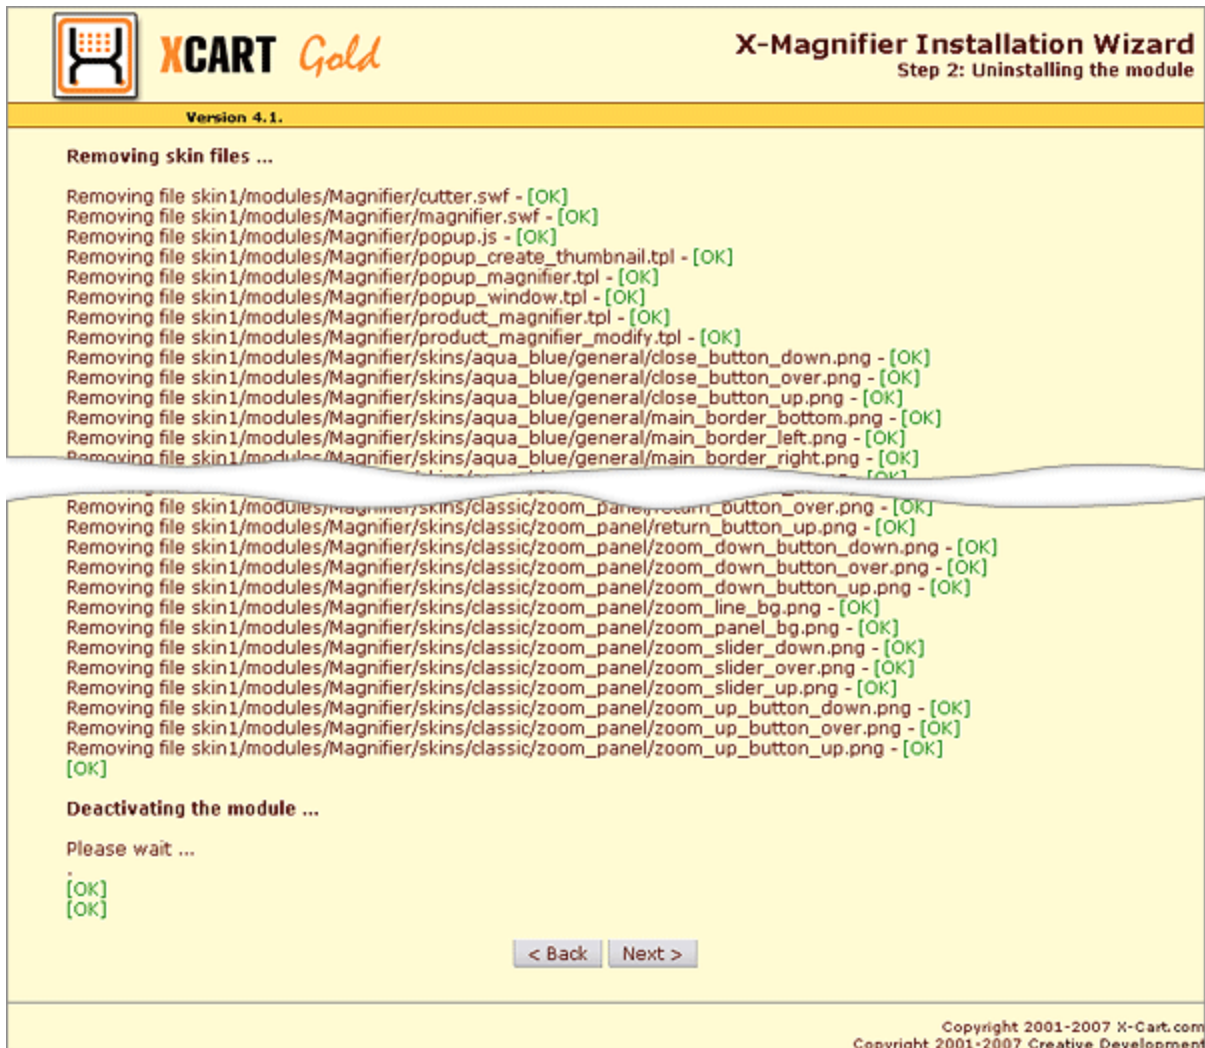 XCART Gold
X-Magnifier Installation Wizard
Step 2: Uninstalling the module
Version 4.1.
Removing skin files ...
Removing file skin1/modules/Magnifier/cutter.swf - [OK]
Removing file skin1/modules/Magnifier/magnifier.swf - [OK]
Removing file skin1/modules/Magnifier/popup.js - [OK]
Removing file skin1/modules/Magnifier/popup_create_thumbnail.tpl - [OK]
Removing file skin1/modules/Magnifier/popup_magnifier.tpl - [OK]
Removing file skin1/modules/Magnifier/popup_window.tpl - [OK]
Removing file skin1/modules/Magnifier/product_magnifier.tpl - [OK]
Removing file skin1/modules/Magnifier/product_magnifier_modify.tpl - [OK]
Removing file skin1/modules/Magnifier/skins/aqua_blue/general/close_button_down.png - [OK]
Removing file skin1/modules/Magnifier/skins/aqua_blue/general/close_button_over.png - [OK]
Removing file skin1/modules/Magnifier/skins/aqua_blue/general/close_button_up.png - [OK]
Removing file skin1/modules/Magnifier/skins/aqua_blue/general/main_border_bottom.png - [OK]
Removing file skin1/modules/Magnifier/skins/aqua_blue/general/main_border_left.png - [OK]
Removing file skin1/modules/Magnifier/skins/aqua_blue/general/main_border_right.png - [OK]
Removing file skin1/modules/Magnifier/skins/classic/zoom_panel/return_button_over.png - [OK]
Removing file skin1/modules/Magnifier/skins/classic/zoom_panel/return_button_up.png - [OK]
Removing file skin1/modules/Magnifier/skins/classic/zoom_panel/zoom_down_button_down.png - [OK]
Removing file skin1/modules/Magnifier/skins/classic/zoom_panel/zoom_down_button_over.png - [OK]
Removing file skin1/modules/Magnifier/skins/classic/zoom_panel/zoom_down_button_up.png - [OK]
Removing file skin1/modules/Magnifier/skins/classic/zoom_panel/zoom_line_bg.png - [OK]
Removing file skin1/modules/Magnifier/skins/classic/zoom_panel/zoom_panel_bg.png - [OK]
Removing file skin1/modules/Magnifier/skins/classic/zoom_panel/zoom_slider_down.png - [OK]
Removing file skin1/modules/Magnifier/skins/classic/zoom_panel/zoom_slider_over.png - [OK]
Removing file skin1/modules/Magnifier/skins/classic/zoom_panel/zoom_slider_up.png - [OK]
Removing file skin1/modules/Magnifier/skins/classic/zoom_panel/zoom_up_button_down.png - [OK]
Removing file skin1/modules/Magnifier/skins/classic/zoom_panel/zoom_up_button_over.png - [OK]
Removing file skin1/modules/Magnifier/skins/classic/zoom_panel/zoom_up_button_up.png - [OK]
[OK]
Deactivating the module ...
Please wait ...
.
[OK]
[OK]
< Back Next >
Copyright 2001-2007 X-Cart.com
Copyright 2001-2007 Creative Development